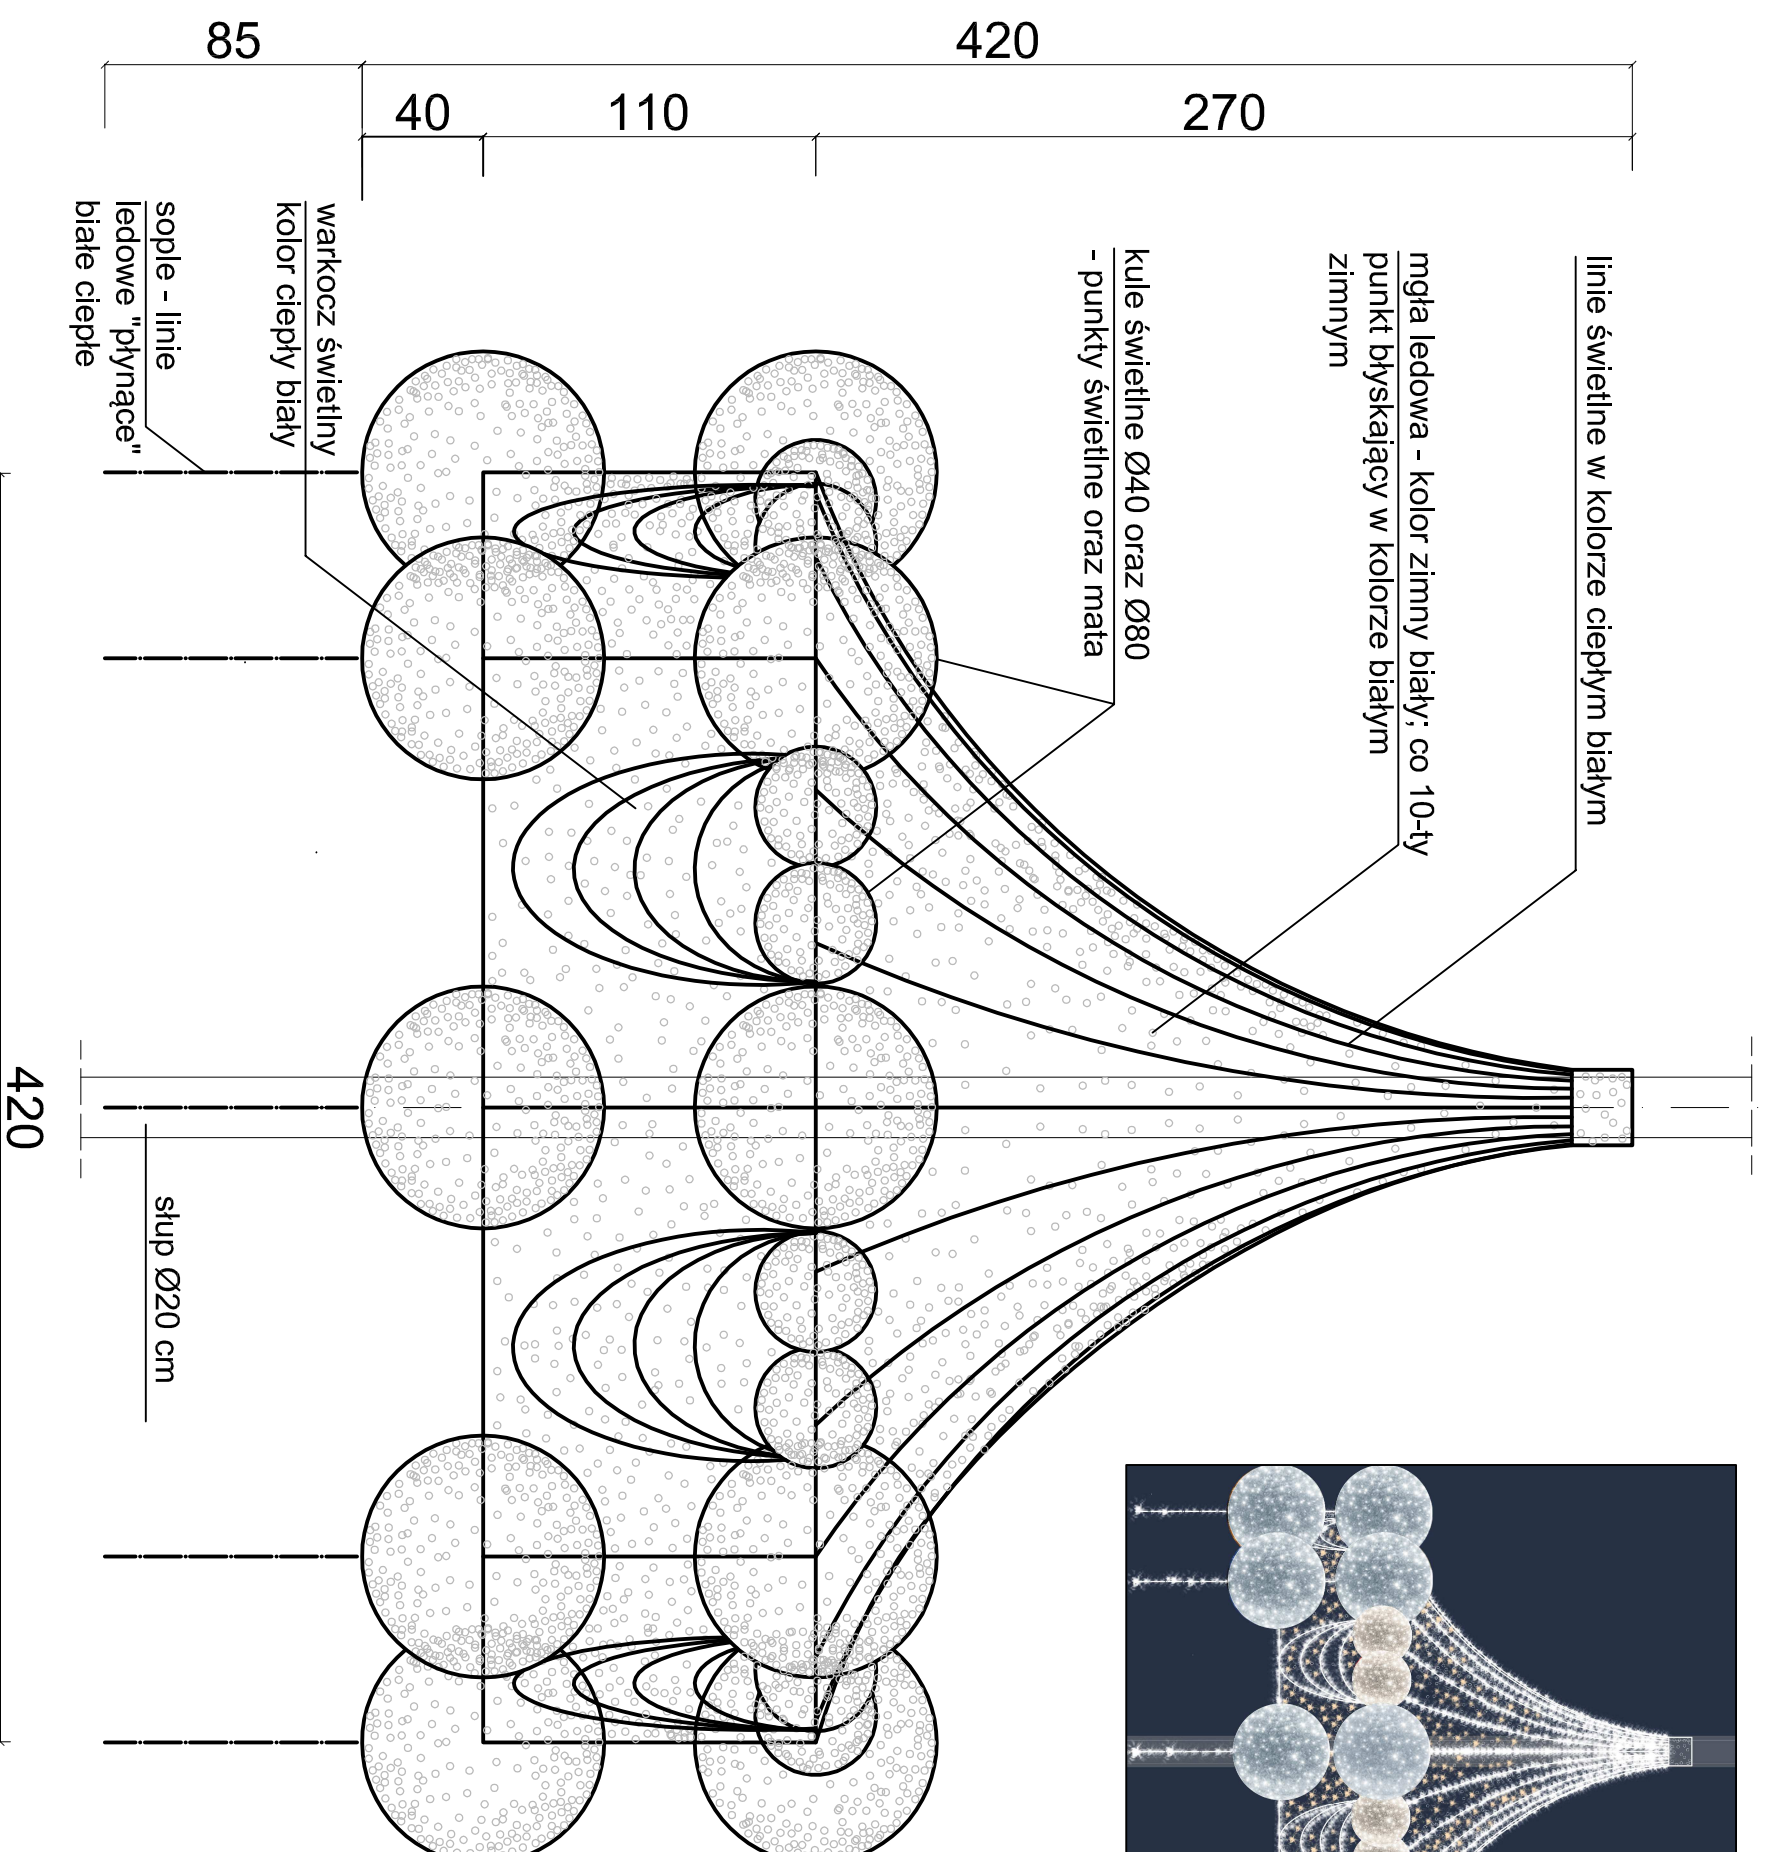 85
420
40
110
270
linie świetlne w kolorze ciepłym białym
mgła ledowa - kolor zimny biały; co 10-ty
punkt błyskający w kolorze białym
zimnym
kule świetlne Ø40 oraz Ø80
- punkty świetlne oraz mata
warkocz świetlny
kolor ciepły biały
sople - linie
ledowe "płynące"
białe ciepłe
słup Ø20 cm
420